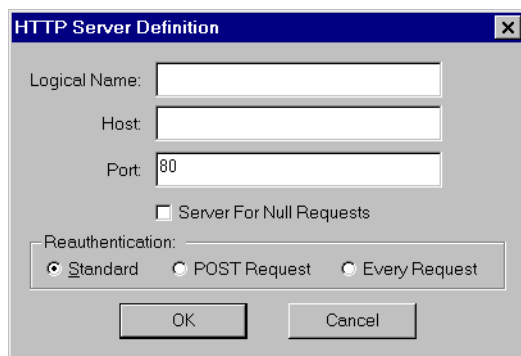 HTTP Server Definition
Logical Name:
Host:
Port: 80
Server For Null Requests
Reauthentication:
Standard POST Request Every Request
OK Cancel